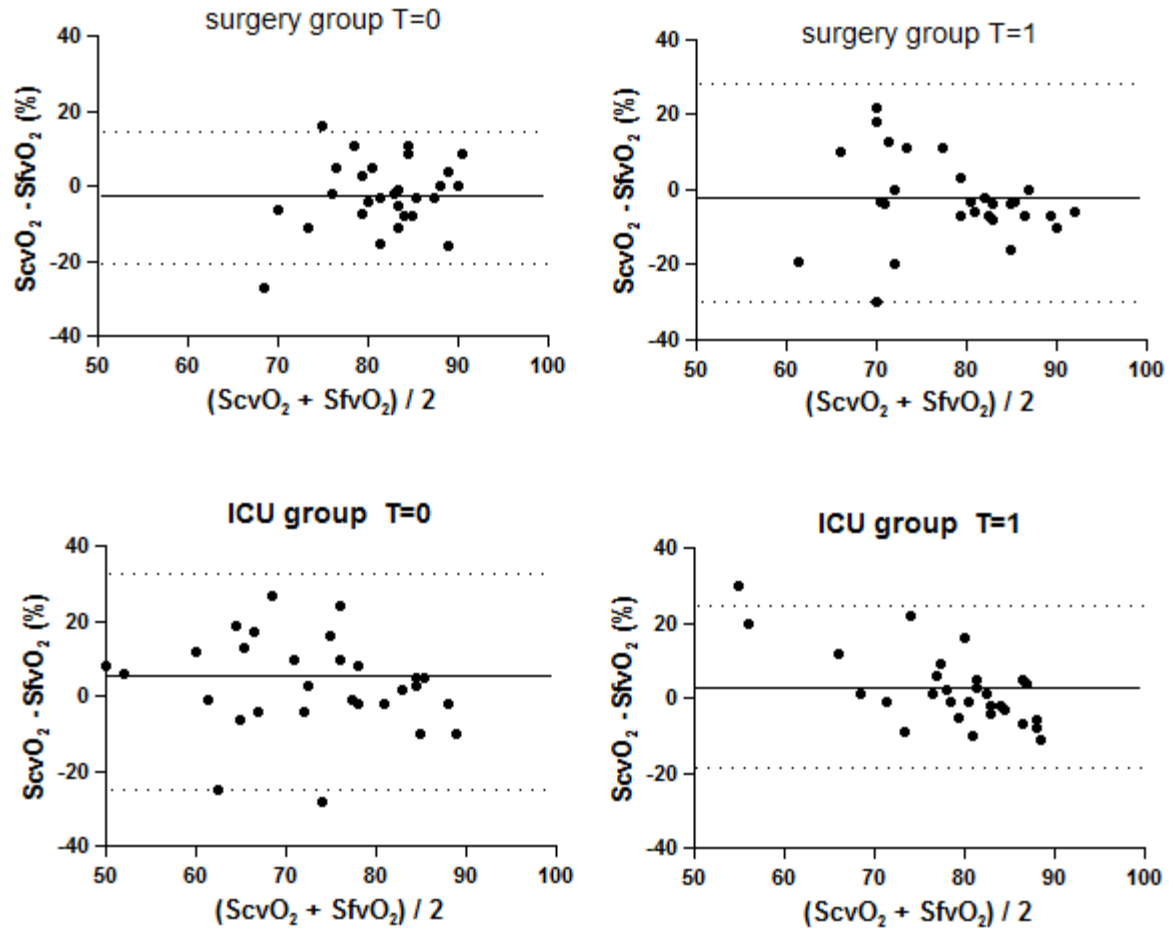 surgery group T=0
40
20
0
-20
-40
ScvO₂ - SfvO₂ (%)
50 60 70 80 90 100
(ScvO₂ + SfvO₂) / 2
surgery group T=1
40
20
0
-20
-40
ScvO₂ - SfvO₂ (%)
50 60 70 80 90 100
(ScvO₂ + SfvO₂) / 2
ICU group T=0
40
20
0
-20
-40
ScvO₂ - SfvO₂ (%)
50 60 70 80 90 100
(ScvO₂ + SfvO₂) / 2
ICU group T=1
40
20
0
-20
-40
ScvO₂ - SfvO₂ (%)
50 60 70 80 90 100
(ScvO₂ + SfvO₂) / 2